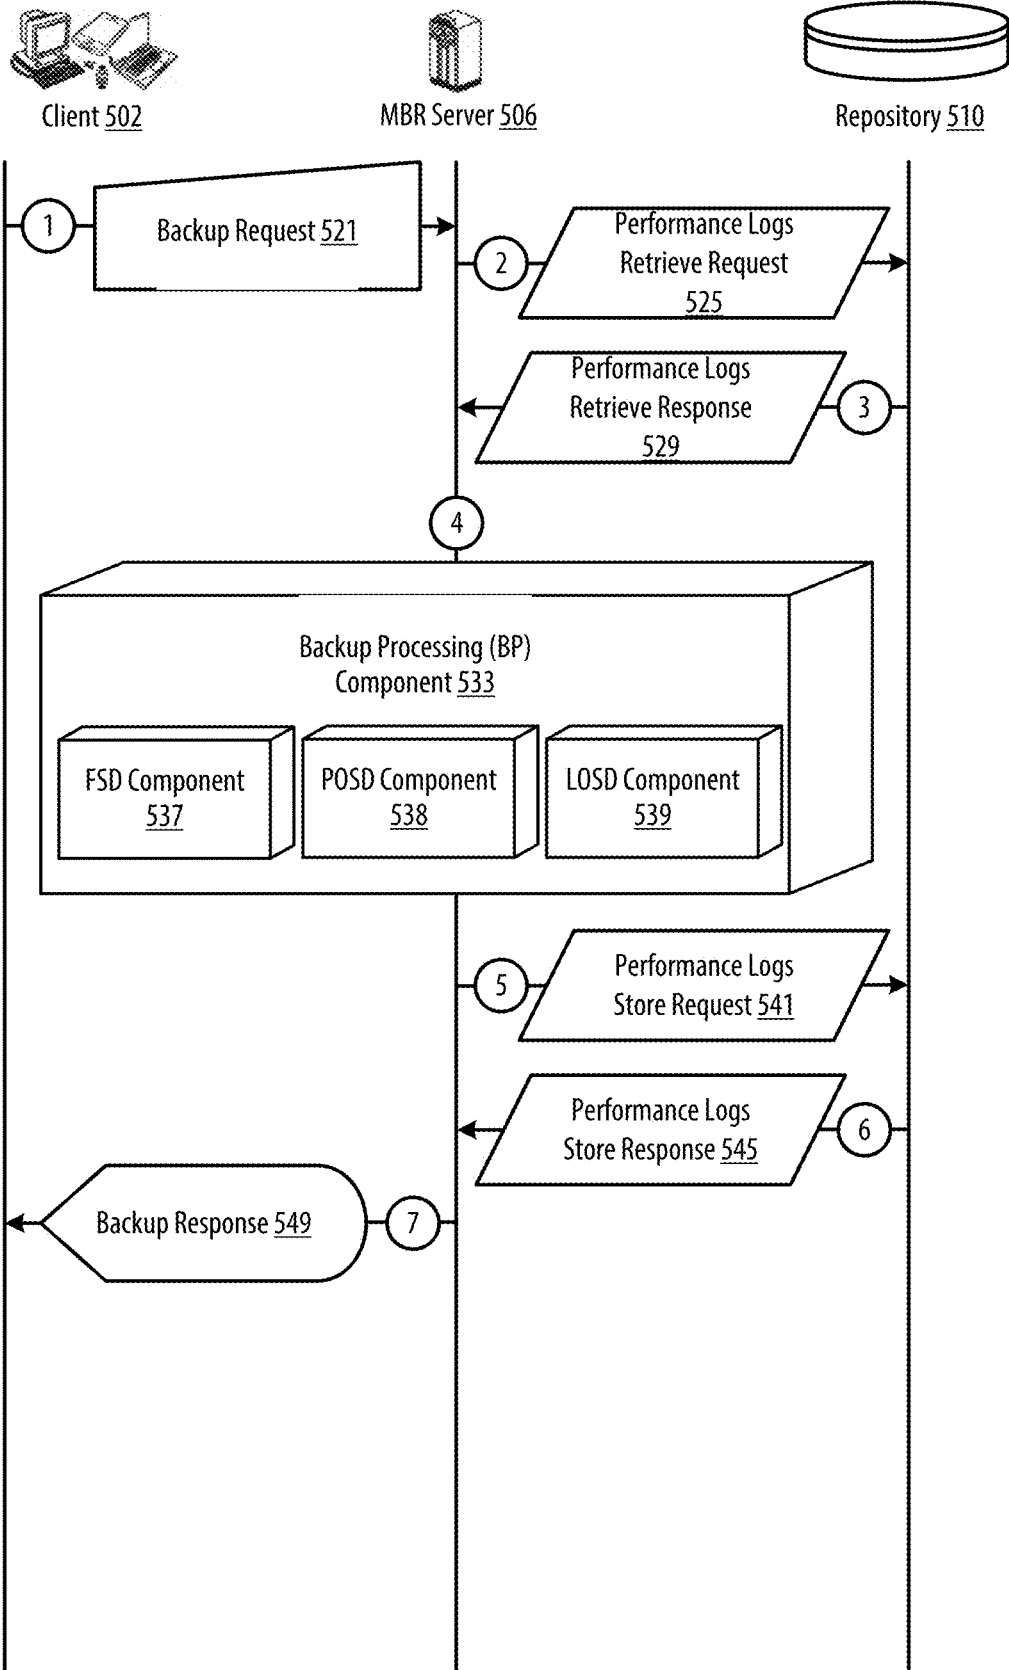 Client 502
MBR Server 506
Repository 510
1
Backup Request 521
2
Performance Logs
Retrieve Request
525
Performance Logs
Retrieve Response
529
3
4
Backup Processing (BP)
Component 533
FSD Component
537
POSD Component
538
LOSD Component
539
5
Performance Logs
Store Request 541
Performance Logs
Store Response 545
6
Backup Response 549
7